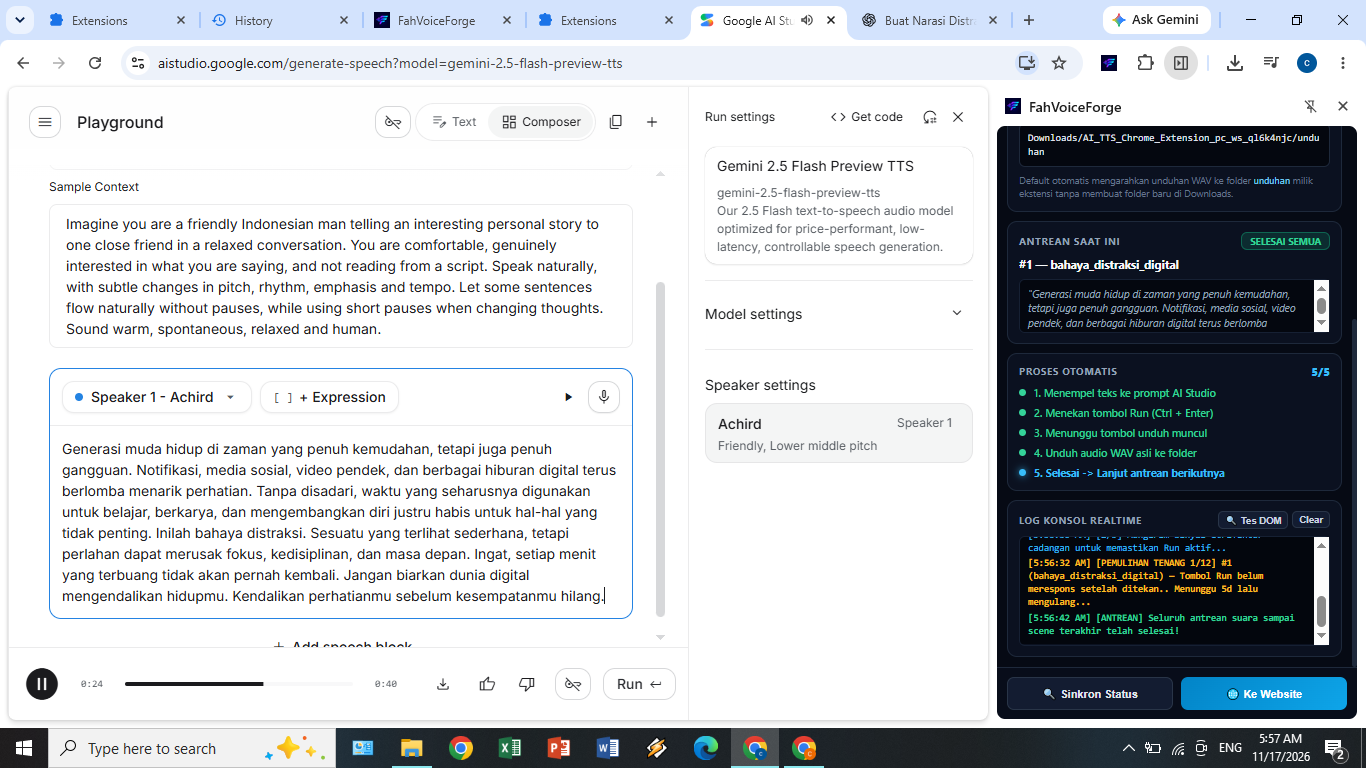 Extensions
History
FahVoiceForge
Extensions
Google AI Stu
Buat Narasi Distr
Ask Gemini
aistudio.google.com/generate-speech?model=gemini-2.5-flash-preview-tts
c
Playground
Text
Composer
Sample Context
Imagine you are a friendly Indonesian man telling an interesting personal story to
one close friend in a relaxed conversation. You are comfortable, genuinely
interested in what you are saying, and not reading from a script. Speak naturally,
with subtle changes in pitch, rhythm, emphasis and tempo. Let some sentences
flow naturally without pauses, while using short pauses when changing thoughts.
Sound warm, spontaneous, relaxed and human.
Speaker 1 - Achird
[ ] + Expression
Generasi muda hidup di zaman yang penuh kemudahan, tetapi juga penuh
gangguan. Notifikasi, media sosial, video pendek, dan berbagai hiburan digital terus
berlomba menarik perhatian. Tanpa disadari, waktu yang seharusnya digunakan
untuk belajar, berkarya, dan mengembangkan diri justru habis untuk hal-hal yang
tidak penting. Inilah bahaya distraksi. Sesuatu yang terlihat sederhana, tetapi
perlahan dapat merusak fokus, kedisiplinan, dan masa depan. Ingat, setiap menit
yang terbuang tidak akan pernah kembali. Jangan biarkan dunia digital
mengendalikan hidupmu. Kendalikan perhatianmu sebelum kesempatanmu hilang.
+ Add speech block
0:24
0:40
Run
Run settings
<> Get code
Gemini 2.5 Flash Preview TTS
gemini-2.5-flash-preview-tts
Our 2.5 Flash text-to-speech audio model
optimized for price-performant, low-
latency, controllable speech generation.
Model settings
Speaker settings
Achird
Speaker 1
Friendly, Lower middle pitch
FahVoiceForge
Downloads/AI_TTS_Chrome_Extension_pc_ws_ql6k4njc/undu
han
Default otomatis mengarahkan unduhan WAV ke folder unduhan milik
ekstensi tanpa membuat folder baru di Downloads.
ANTREAN SAAT INI
SELESAI SEMUA
#1 — bahaya_distraksi_digital
"Generasi muda hidup di zaman yang penuh kemudahan,
tetapi juga penuh gangguan. Notifikasi, media sosial, video
pendek, dan berbagai hiburan digital terus berlomba
PROSES OTOMATIS
5/5
1. Menempel teks ke prompt AI Studio
2. Menekan tombol Run (Ctrl + Enter)
3. Menunggu tombol unduh muncul
4. Unduh audio WAV asli ke folder
5. Selesai -> Lanjut antrean berikutnya
LOG KONSOL REALTIME
Tes DOM
Clear
cadangan untuk memastikan Run aktif...
[5:56:32 AM] [PEMULIHAN TENANG 1/12] #1
(bahaya_distraksi_digital) — Tombol Run belum
merespons setelah ditekan.. Menunggu 5d lalu
mengulang...
[5:56:42 AM] [ANTREAN] Seluruh antrean suara sampai
scene terakhir telah selesai!
Sinkron Status
Ke Website
Type here to search
ENG
5:57 AM
11/17/2026
2